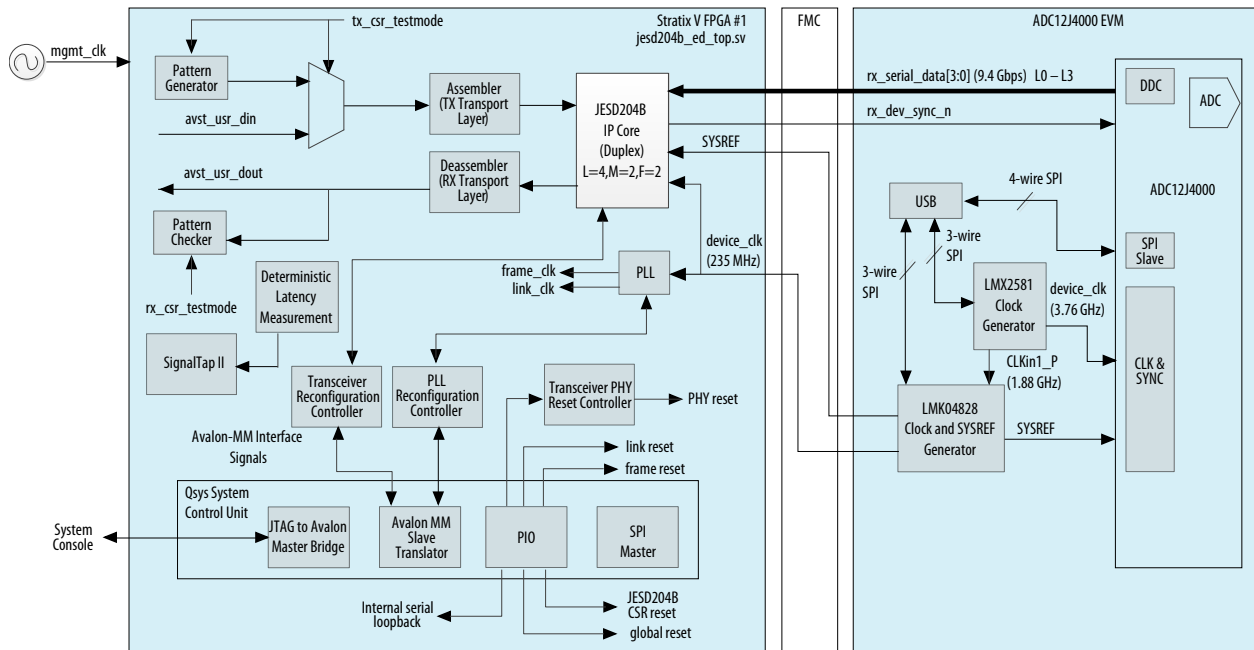 mgmt_clk
tx_csr_testmode
Stratix V FPGA #1
jesd204b_ed_top.sv
FMC
ADC12J4000 EVM
Pattern
Generator
avst_usr_din
Assembler
(TX Transport
Layer)
JESD204B
IP Core
(Duplex)
L=4,M=2,F=2
rx_serial_data[3:0] (9.4 Gbps) L0 – L3
rx_dev_sync_n
SYSREF
DDC
ADC
ADC12J4000
avst_usr_dout
Deassembler
(RX Transport
Layer)
Pattern
Checker
rx_csr_testmode
Deterministic
Latency
Measurement
SignalTap II
frame_clk
link_clk
PLL
device_clk
(235 MHz)
USB
4-wire SPI
3-wire
SPI
3-wire
SPI
SPI
Slave
LMX2581
Clock
Generator
device_clk
(3.76 GHz)
CLKin1_P
(1.88 GHz)
CLK &
SYNC
LMK04828
Clock and SYSREF
Generator
SYSREF
Transceiver
Reconfiguration
Controller
PLL
Reconfiguration
Controller
Transceiver PHY
Reset Controller
PHY reset
Avalon-MM Interface
Signals
link reset
frame reset
Qsys System
Control Unit
System
Console
JTAG to Avalon
Master Bridge
Avalon MM
Slave
Translator
PIO
SPI
Master
Internal serial
loopback
JESD204B
CSR reset
global reset